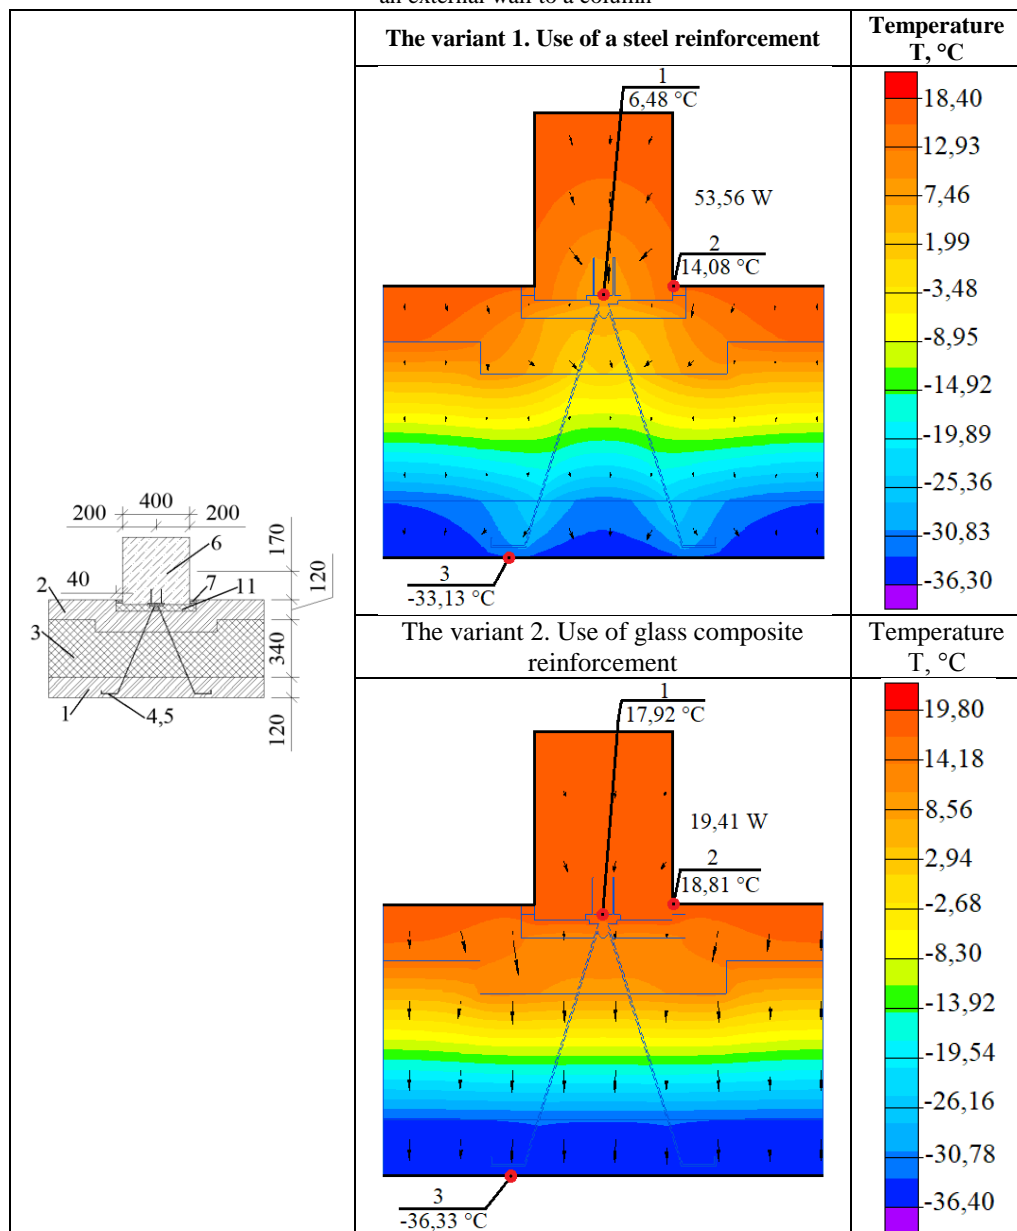 an external wall to a column
The variant 1. Use of a steel reinforcement
Temperature
T, °C
1
6,48 °C
53,56 W
2
14,08 °C
3
-33,13 °C
18,40
12,93
7,46
1,99
-3,48
-8,95
-14,92
-19,89
-25,36
-30,83
-36,30
400
200
200
6
170
120
40
7
11
2
3
340
1
4,5
120
The variant 2. Use of glass composite
reinforcement
Temperature
T, °C
1
17,92 °C
19,41 W
2
18,81 °C
3
-36,33 °C
19,80
14,18
8,56
2,94
-2,68
-8,30
-13,92
-19,54
-26,16
-30,78
-36,40